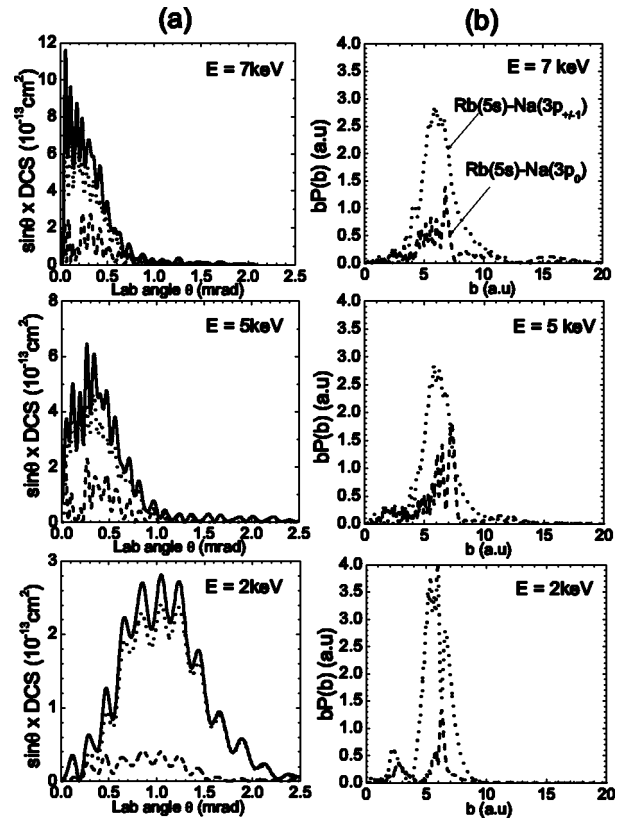 (a)
(b)
sinθ x DCS (10⁻¹³cm²)
12
10
8
6
4
2
0
E = 7keV
0.0 0.5 1.0 1.5 2.0 2.5
Lab angle θ (mrad)
bP(b) (a.u)
4.0
3.5
3.0
2.5
2.0
1.5
1.0
0.5
0.0
E = 7 keV
Rb(5s)-Na(3p+/-1)
Rb(5s)-Na(3p₀)
0 5 10 15 20
b (a.u)
sinθ x DCS (10⁻¹³cm²)
8
6
4
2
0
E = 5keV
0.0 0.5 1.0 1.5 2.0 2.5
Lab angle θ (mrad)
bP(b) (a.u)
4.0
3.5
3.0
2.5
2.0
1.5
1.0
0.5
0.0
E = 5 keV
0 5 10 15 20
b (a.u)
sinθ x DCS (10⁻¹³cm²)
3
2
1
0
E = 2keV
0.0 0.5 1.0 1.5 2.0 2.5
Lab angle θ (mrad)
bP(b) (a.u)
4.0
3.5
3.0
2.5
2.0
1.5
1.0
0.5
0.0
E = 2keV
0 5 10 15 20
b (a.u)